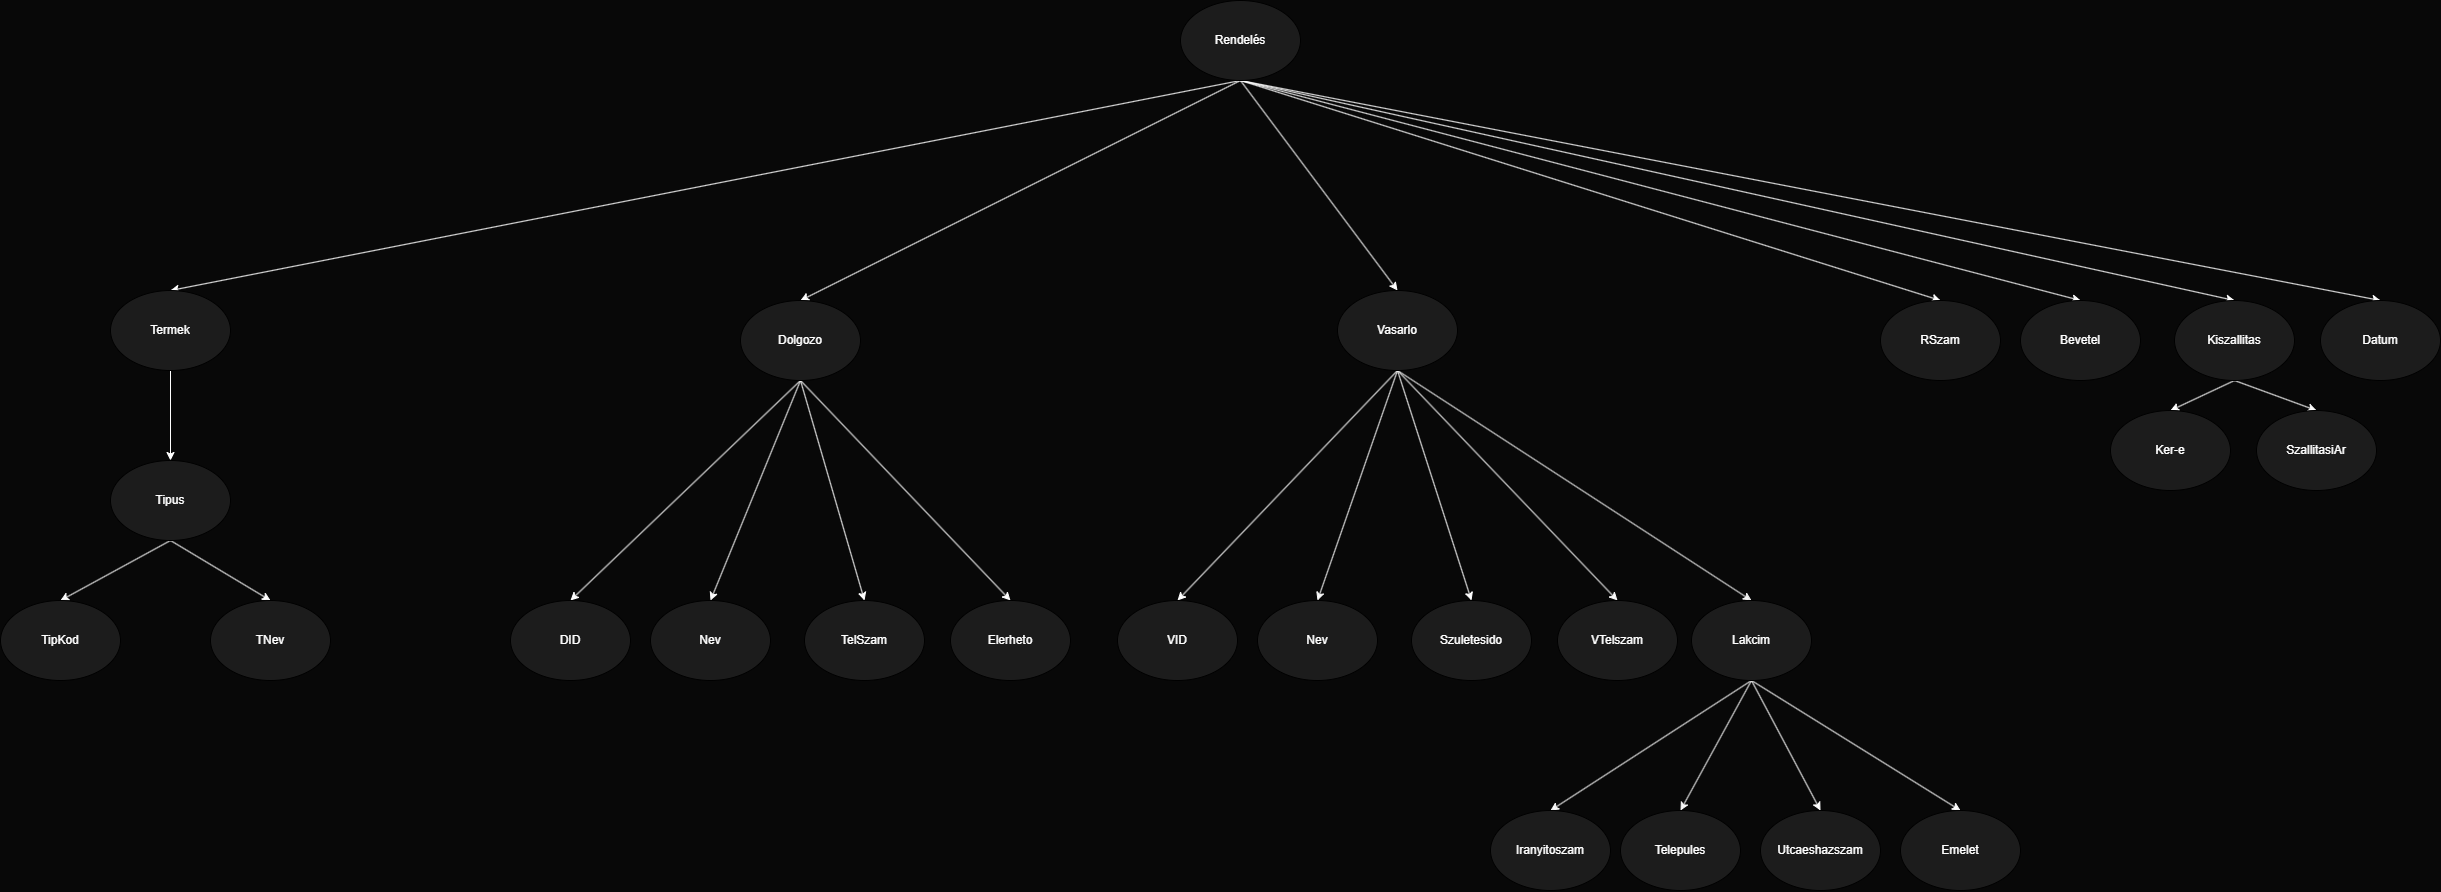 Rendelés
Termek
Dolgozo
Vasarlo
RSzam
Bevetel
Kiszallitas
Datum
Ker-e
SzallitasiAr
Tipus
TipKod
TNev
DID
Nev
TelSzam
Elerheto
VID
Nev
Szuletesido
VTelszam
Lakcim
Iranyitoszam
Telepules
Utcaeshazszam
Emelet